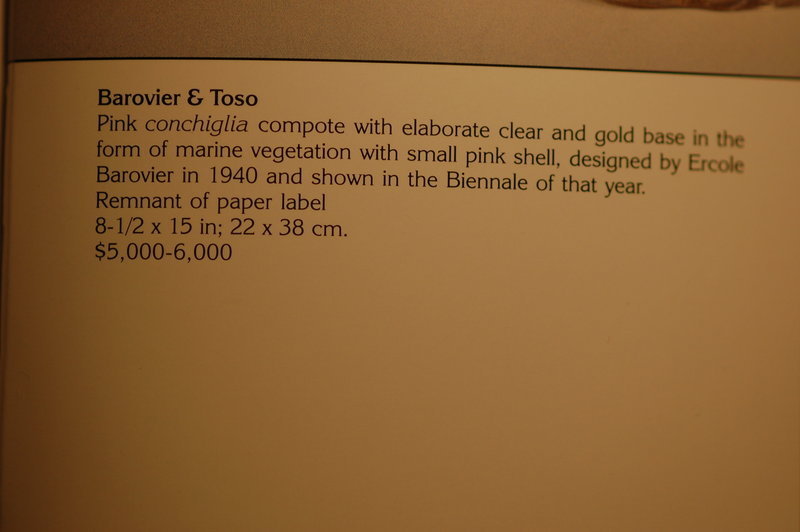 Barovier & Toso
Pink conchiglia compote with elaborate clear and gold base in the
form of marine vegetation with small pink shell, designed by Ercole
Barovier in 1940 and shown in the Biennale of that year.
Remnant of paper label
8-1/2 x 15 in; 22 x 38 cm.
$5,000-6,000